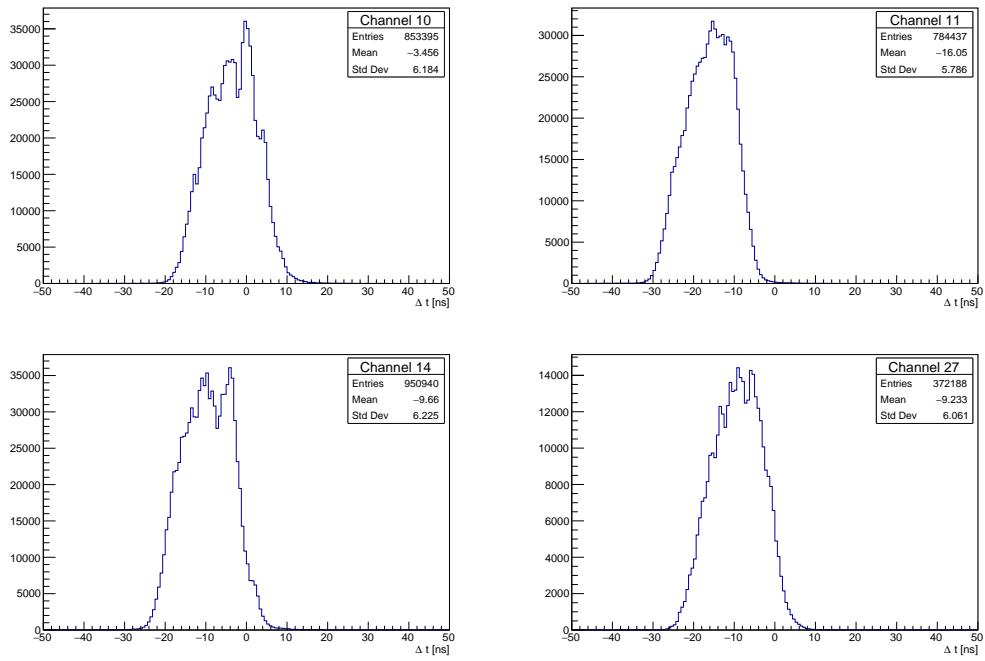 Channel 10
Entries 853395
Mean −3.456
Std Dev 6.184
35000
30000
25000
20000
15000
10000
5000
0
−50 −40 −30 −20 −10 0 10 20 30 40 50
Δ t [ns]
Channel 11
Entries 784437
Mean −16.05
Std Dev 5.786
30000
25000
20000
15000
10000
5000
0
−50 −40 −30 −20 −10 0 10 20 30 40 50
Δ t [ns]
Channel 14
Entries 950940
Mean −9.66
Std Dev 6.225
35000
30000
25000
20000
15000
10000
5000
0
−50 −40 −30 −20 −10 0 10 20 30 40 50
Δ t [ns]
Channel 27
Entries 372188
Mean −9.233
Std Dev 6.061
14000
12000
10000
8000
6000
4000
2000
0
−50 −40 −30 −20 −10 0 10 20 30 40 50
Δ t [ns]